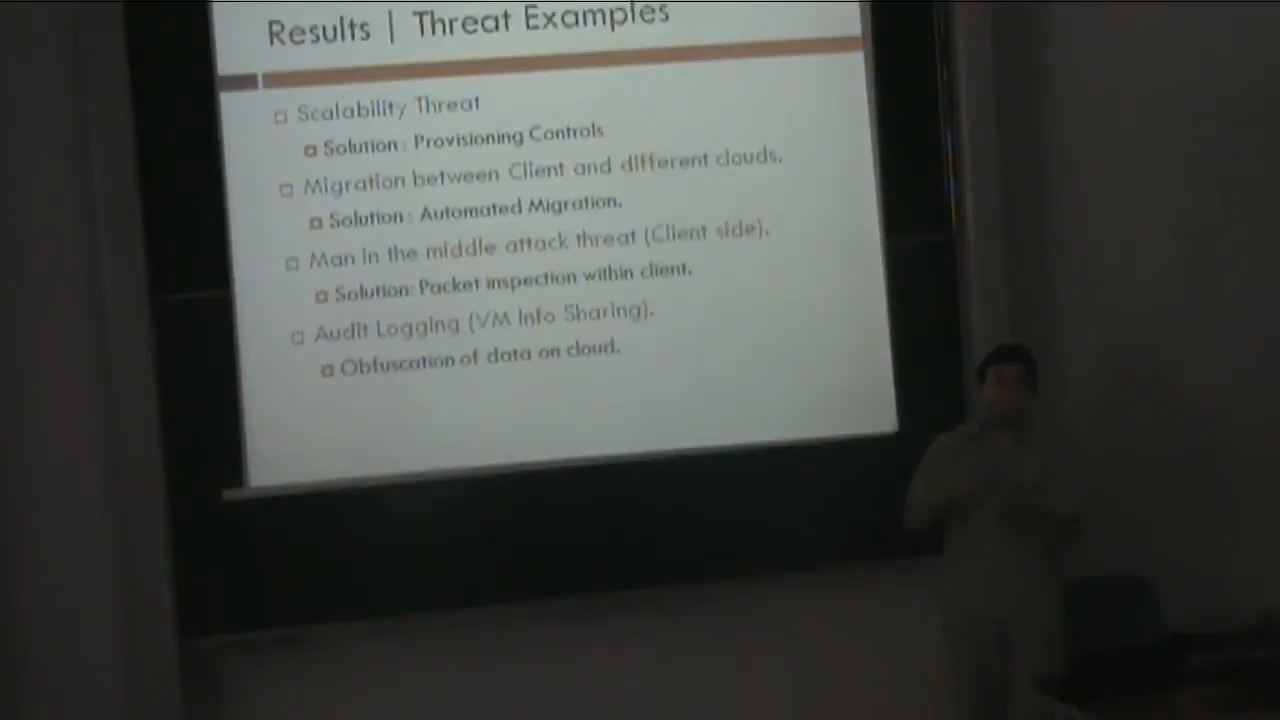 Results | Threat Examples
Scalability Threat
Solution : Provisioning Controls
Migration between Client and different clouds.
Solution : Automated Migration.
Man in the middle attack threat (Client side).
Solution: Packet inspection within client.
Audit Logging (VM Info Sharing).
Obfuscation of data on cloud.